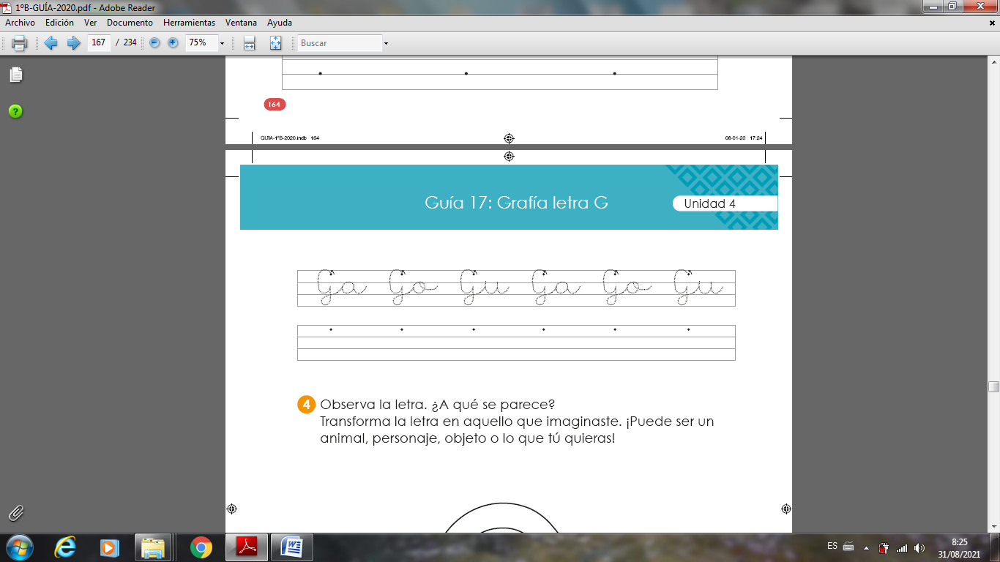 1ºB-GUÍA-2020.pdf - Adobe Reader
Archivo Edición Ver Documento Herramientas Ventana Ayuda
167 / 234 75% Buscar
164
GUIA-1ºB-2020.indb 164 08-01-20 17:24
Guía 17: Grafía letra G
Unidad 4
Ga Go Gu Ga Go Gu
4 Observa la letra. ¿A qué se parece?
Transforma la letra en aquello que imaginaste. ¡Puede ser un
animal, personaje, objeto o lo que tú quieras!
ES 8:25
31/08/2021